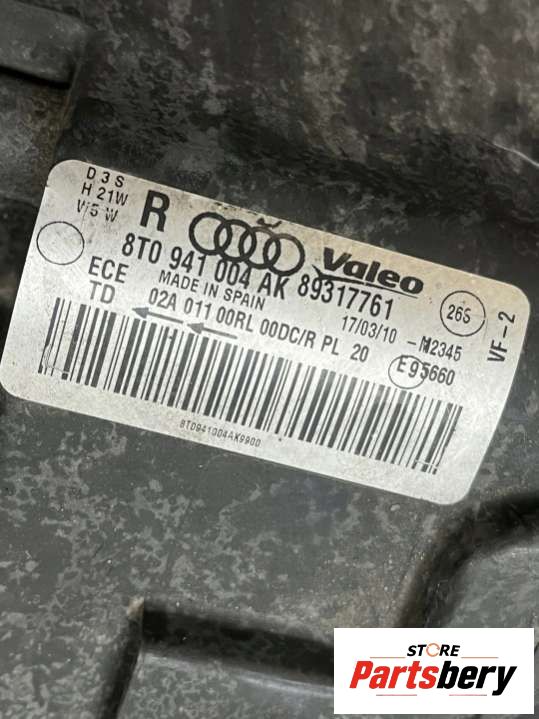 D3S
H 21W
W5W
R Valeo
8T0 941 004 AK 89317761
ECE MADE IN SPAIN 17/03/10 -M2345
TD 02A 011 00RL 00DC/R PL 20 E9 5660
26S
VF-2
8T0941004AK9900
STORE
Partsbery